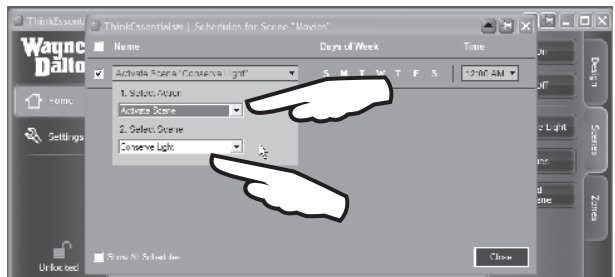 ThinkEssentials | Schedules for Scene "Movies"
Wayne
Dalto
Home
Settings
Unlocked
Name Days of Week Time
Activate Scene "Conserve Light" S M T W T F S 12:00 AM
1. Select Action
Activate Scene
2. Select Scene
Conserve Light
Show All Schedules
Close
Design
Scenes
Zones